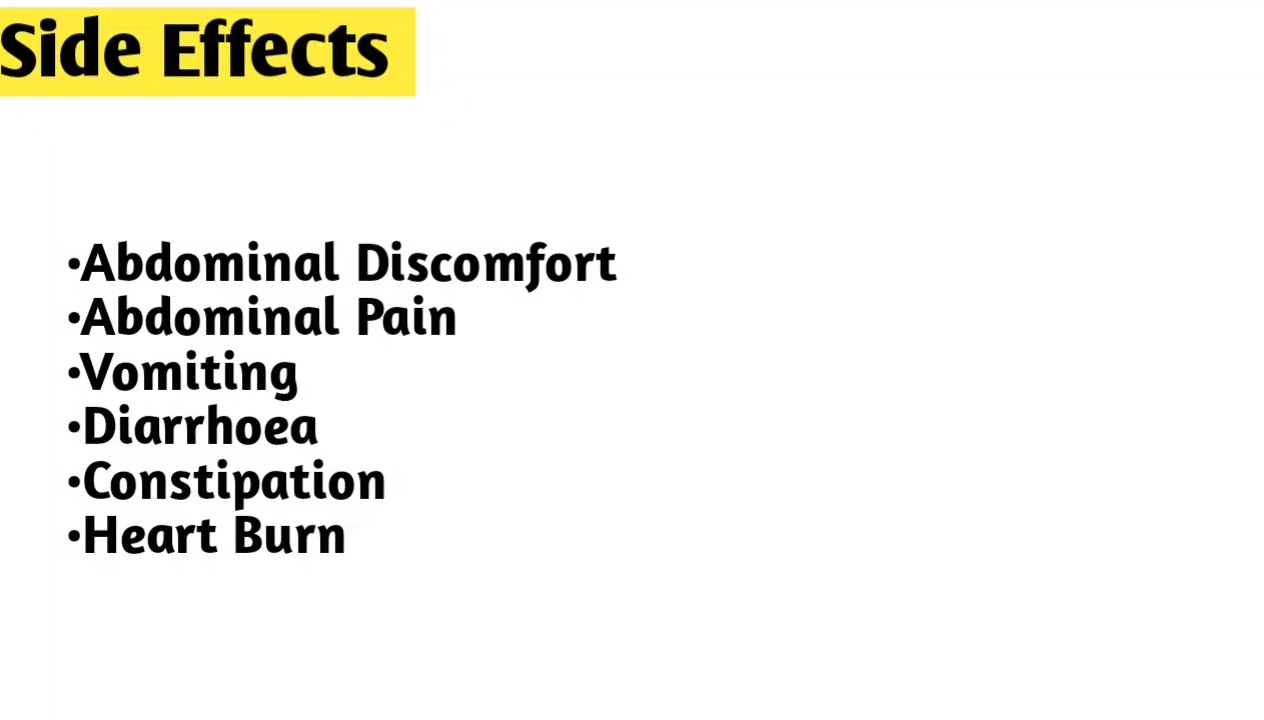 Side Effects
•Abdominal Discomfort
•Abdominal Pain
•Vomiting
•Diarrhoea
•Constipation
•Heart Burn